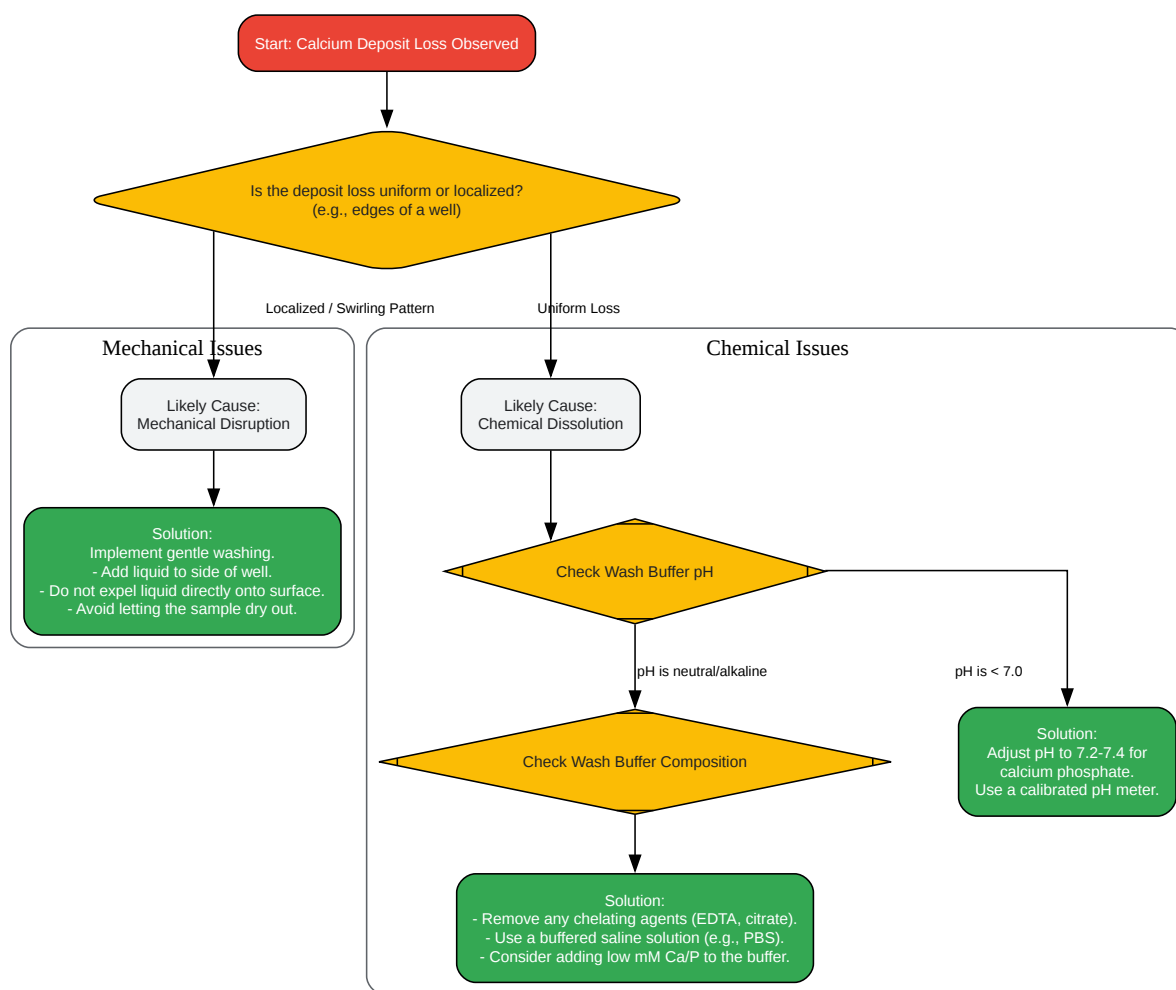 Start: Calcium Deposit Loss Observed
Is the deposit loss uniform or localized?
(e.g., edges of a well)
Localized / Swirling Pattern
Uniform Loss
Mechanical Issues
Likely Cause:
Mechanical Disruption
Solution:
Implement gentle washing.
- Add liquid to side of well.
- Do not expel liquid directly onto surface.
- Avoid letting the sample dry out.
Chemical Issues
Likely Cause:
Chemical Dissolution
Check Wash Buffer pH
pH is neutral/alkaline
pH is < 7.0
Check Wash Buffer Composition
Solution:
Adjust pH to 7.2-7.4 for
calcium phosphate.
Use a calibrated pH meter.
Solution:
- Remove any chelating agents (EDTA, citrate).
- Use a buffered saline solution (e.g., PBS).
- Consider adding low mM Ca/P to the buffer.